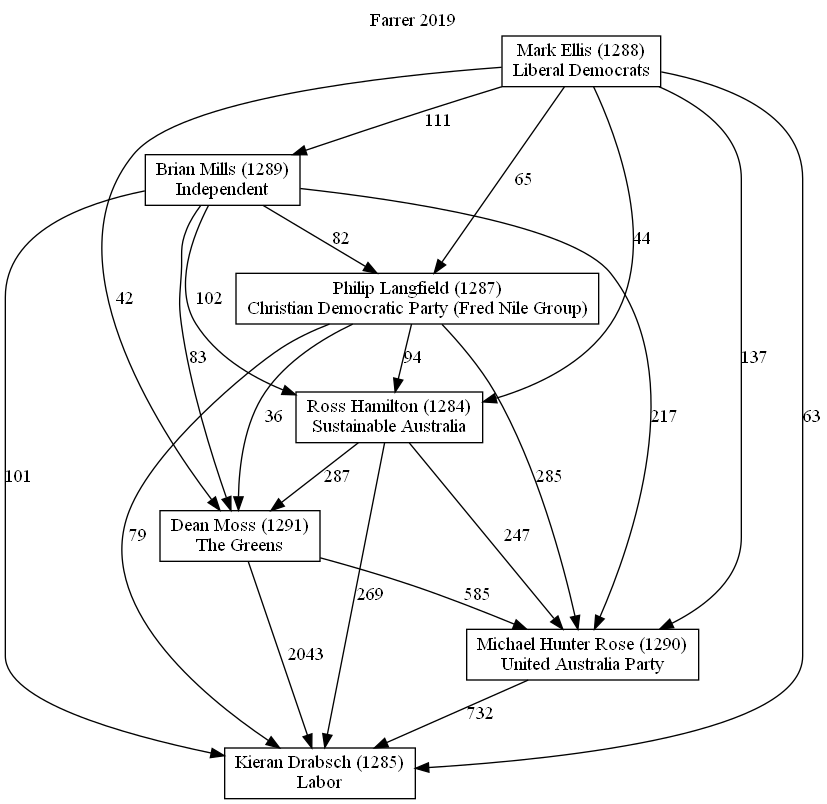 Farrer 2019
Mark Ellis (1288)
Liberal Democrats
111
Brian Mills (1289)
Independent
65
82
44
Philip Langfield (1287)
Christian Democratic Party (Fred Nile Group)
42
102
83
94
137
36
Ross Hamilton (1284)
Sustainable Australia
217
63
101
287
285
Dean Moss (1291)
The Greens
79
247
269
585
2043
Michael Hunter Rose (1290)
United Australia Party
732
Kieran Drabsch (1285)
Labor